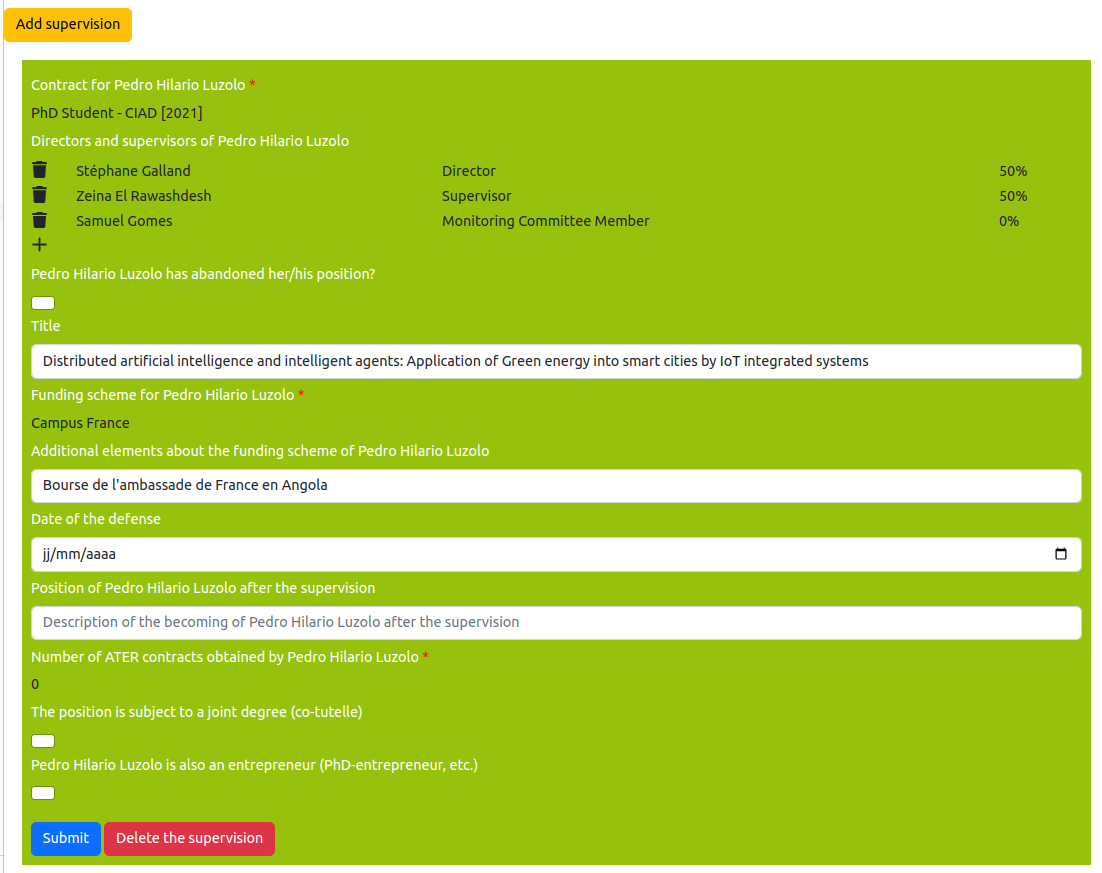 Add supervision
Contract for Pedro Hilario Luzolo *
PhD Student - CIAD [2021]
Directors and supervisors of Pedro Hilario Luzolo
Stéphane Galland Director 50%
Zeina El Rawashdesh Supervisor 50%
Samuel Gomes Monitoring Committee Member 0%
+
Pedro Hilario Luzolo has abandoned her/his position?
Title
Distributed artificial intelligence and intelligent agents: Application of Green energy into smart cities by IoT integrated systems
Funding scheme for Pedro Hilario Luzolo *
Campus France
Additional elements about the funding scheme of Pedro Hilario Luzolo
Bourse de l'ambassade de France en Angola
Date of the defense
jj/mm/aaaa
Position of Pedro Hilario Luzolo after the supervision
Description of the becoming of Pedro Hilario Luzolo after the supervision
Number of ATER contracts obtained by Pedro Hilario Luzolo *
0
The position is subject to a joint degree (co-tutelle)
Pedro Hilario Luzolo is also an entrepreneur (PhD-entrepreneur, etc.)
Submit Delete the supervision